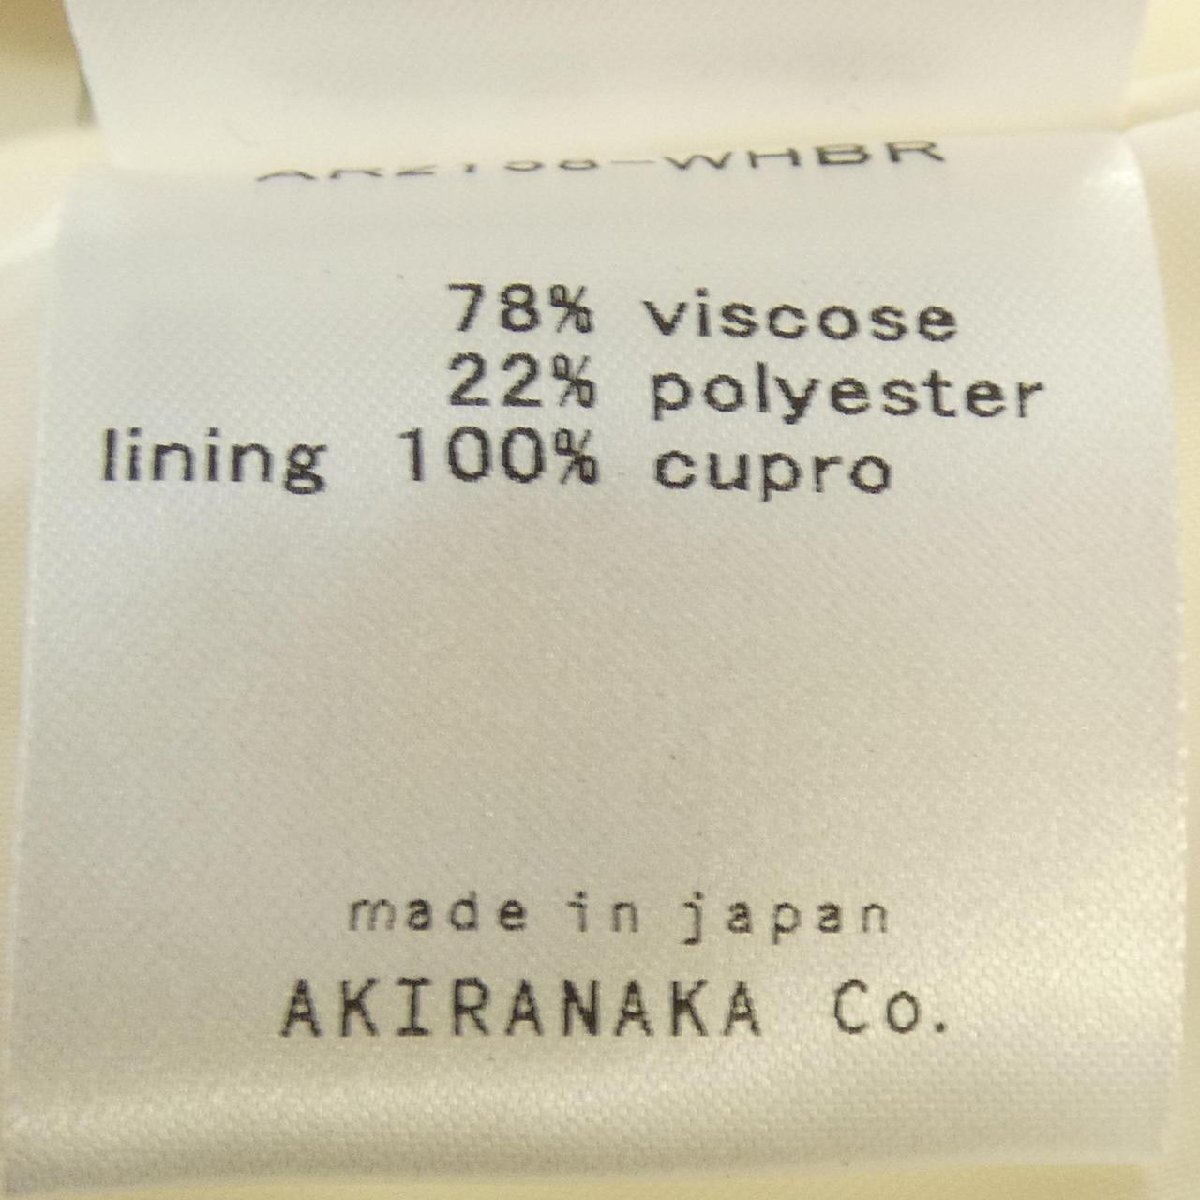 78% viscose
22% polyester
lining 100% cupro
made in japan
AKIRANAKA Co.